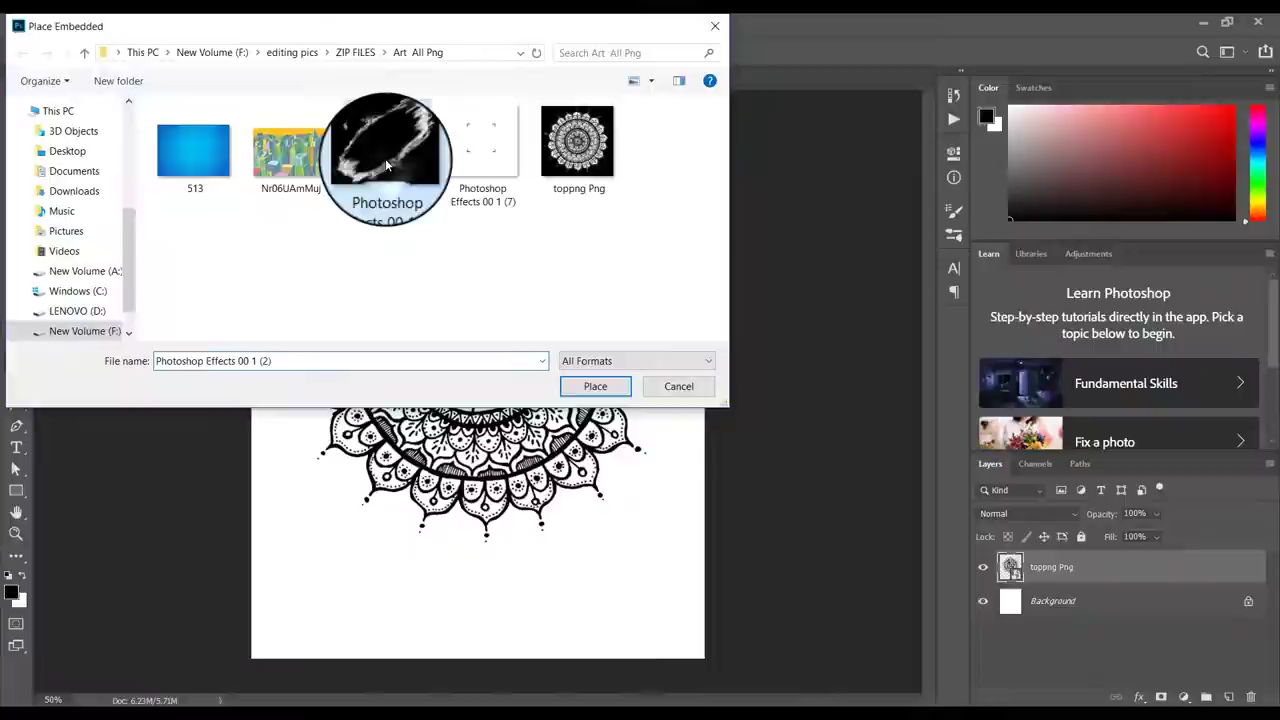 Place Embedded
This PC
New Volume (F:)
editing pics
ZIP FILES
Art All Png
Search Art All Png
Organize
New folder
This PC
3D Objects
Desktop
Documents
Downloads
Music
Pictures
Videos
New Volume (A:)
Windows (C:)
LENOVO (D:)
New Volume (F:)
513
Nr06UAmMuj
Photoshop
Photoshop
Effects 00 1 (7)
toppng Png
File name:
Photoshop Effects 00 1 (2)
All Formats
Place
Cancel
Color
Swatches
Learn
Libraries
Adjustments
Learn Photoshop
Step-by-step tutorials directly in the app. Pick a
topic below to begin.
Fundamental Skills
Fix a photo
Layers
Channels
Paths
Kind
Normal
Opacity: 100%
Lock:
Fill: 100%
toppng Png
Background
50%
Doc: 6.23M/5.71M